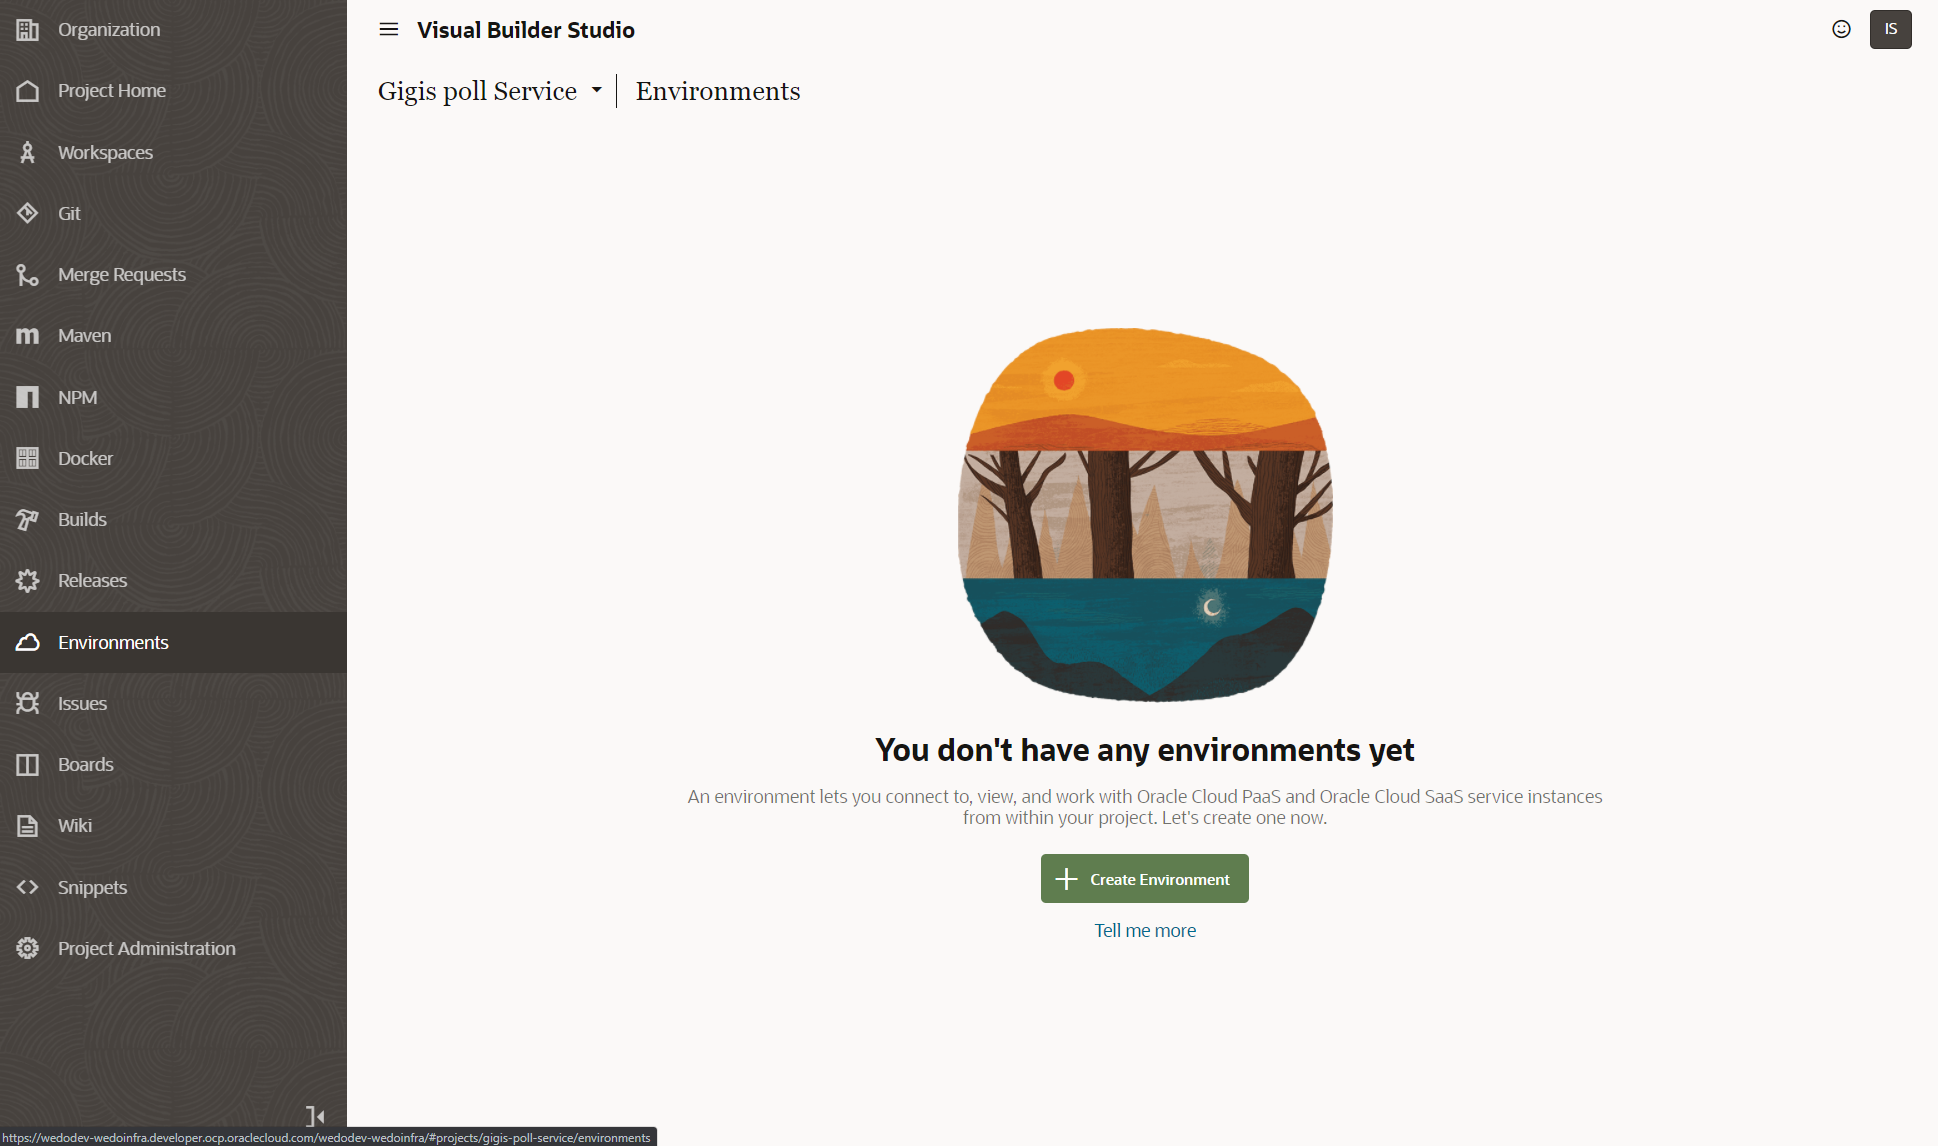 Organization
Project Home
Workspaces
Git
Merge Requests
Maven
NPM
Docker
Builds
Releases
Environments
Issues
Boards
Wiki
Snippets
Project Administration
Visual Builder Studio
IS
Gigis poll Service
Environments
You don't have any environments yet
An environment lets you connect to, view, and work with Oracle Cloud PaaS and Oracle Cloud SaaS service instances
from within your project. Let's create one now.
Create Environment
Tell me more
https://wedodev-wedoinfra.developer.ocp.oraclecloud.com/wedodev-wedoinfra/#projects/gigis-poll-service/environments